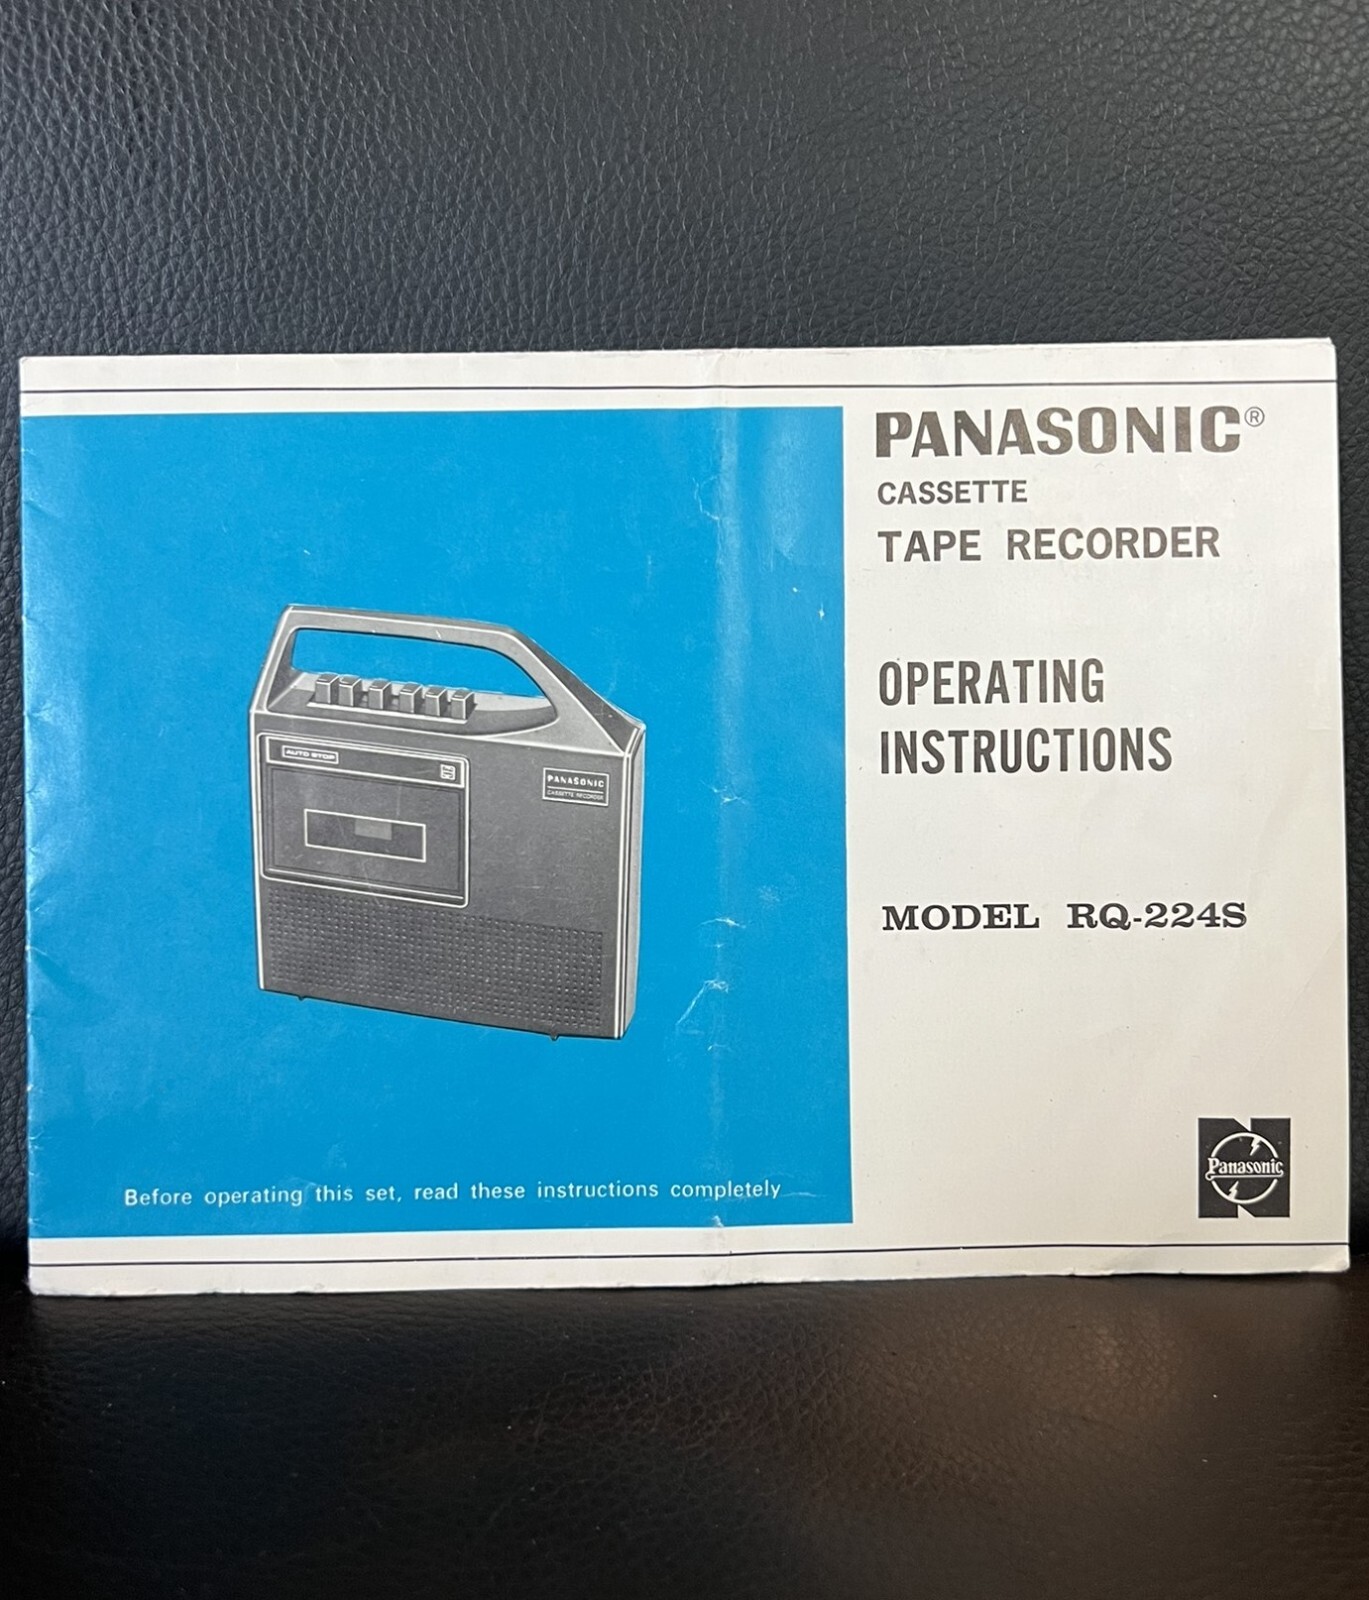 PANASONIC®
CASSETTE
TAPE RECORDER
OPERATING
INSTRUCTIONS
MODEL RQ-224S
AUTO STOP
PANASONIC
CASSETTE RECORDER
Before operating this set, read these instructions completely
Panasonic